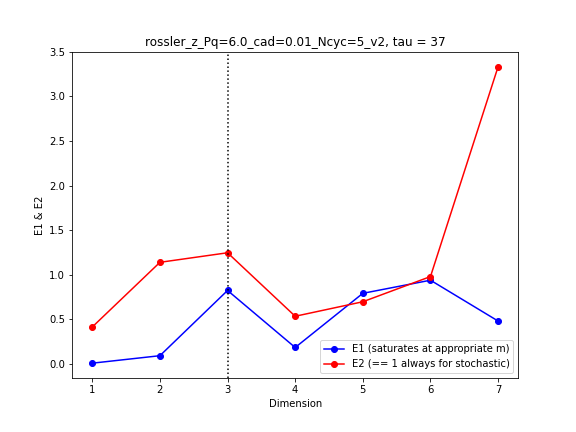 rossler_z_Pq=6.0_cad=0.01_Ncyc=5_v2, tau = 37
3.5
3.0
2.5
2.0
1.5
1.0
0.5
0.0
E1 & E2
E1 (saturates at appropriate m)
E2 (== 1 always for stochastic)
1 2 3 4 5 6 7
Dimension